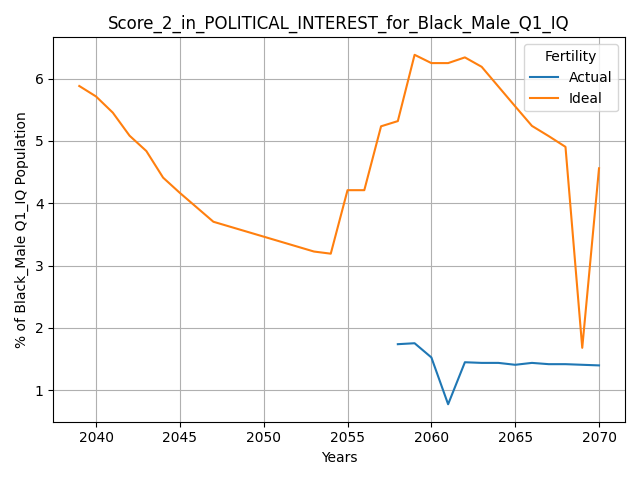 Score_2_in_POLITICAL_INTEREST_for_Black_Male_Q1_IQ
Fertility
Actual
Ideal
% of Black_Male Q1_IQ Population
6
5
4
3
2
1
2040 2045 2050 2055 2060 2065 2070
Years